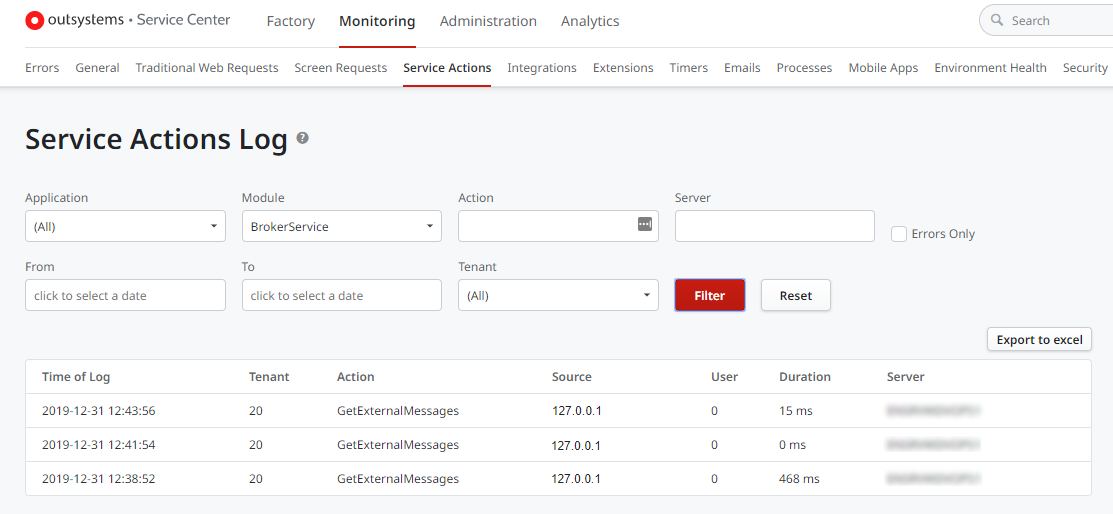 outsystems • Service Center Factory Monitoring Administration Analytics Search
Errors General Traditional Web Requests Screen Requests Service Actions Integrations Extensions Timers Emails Processes Mobile Apps Environment Health Security
Service Actions Log ?
Application Module Action Server
(All) BrokerService Errors Only
From To Tenant
click to select a date click to select a date (All) Filter Reset
Export to excel
Time of Log Tenant Action Source User Duration Server
2019-12-31 12:43:56 20 GetExternalMessages 127.0.0.1 0 15 ms
2019-12-31 12:41:54 20 GetExternalMessages 127.0.0.1 0 0 ms
2019-12-31 12:38:52 20 GetExternalMessages 127.0.0.1 0 468 ms